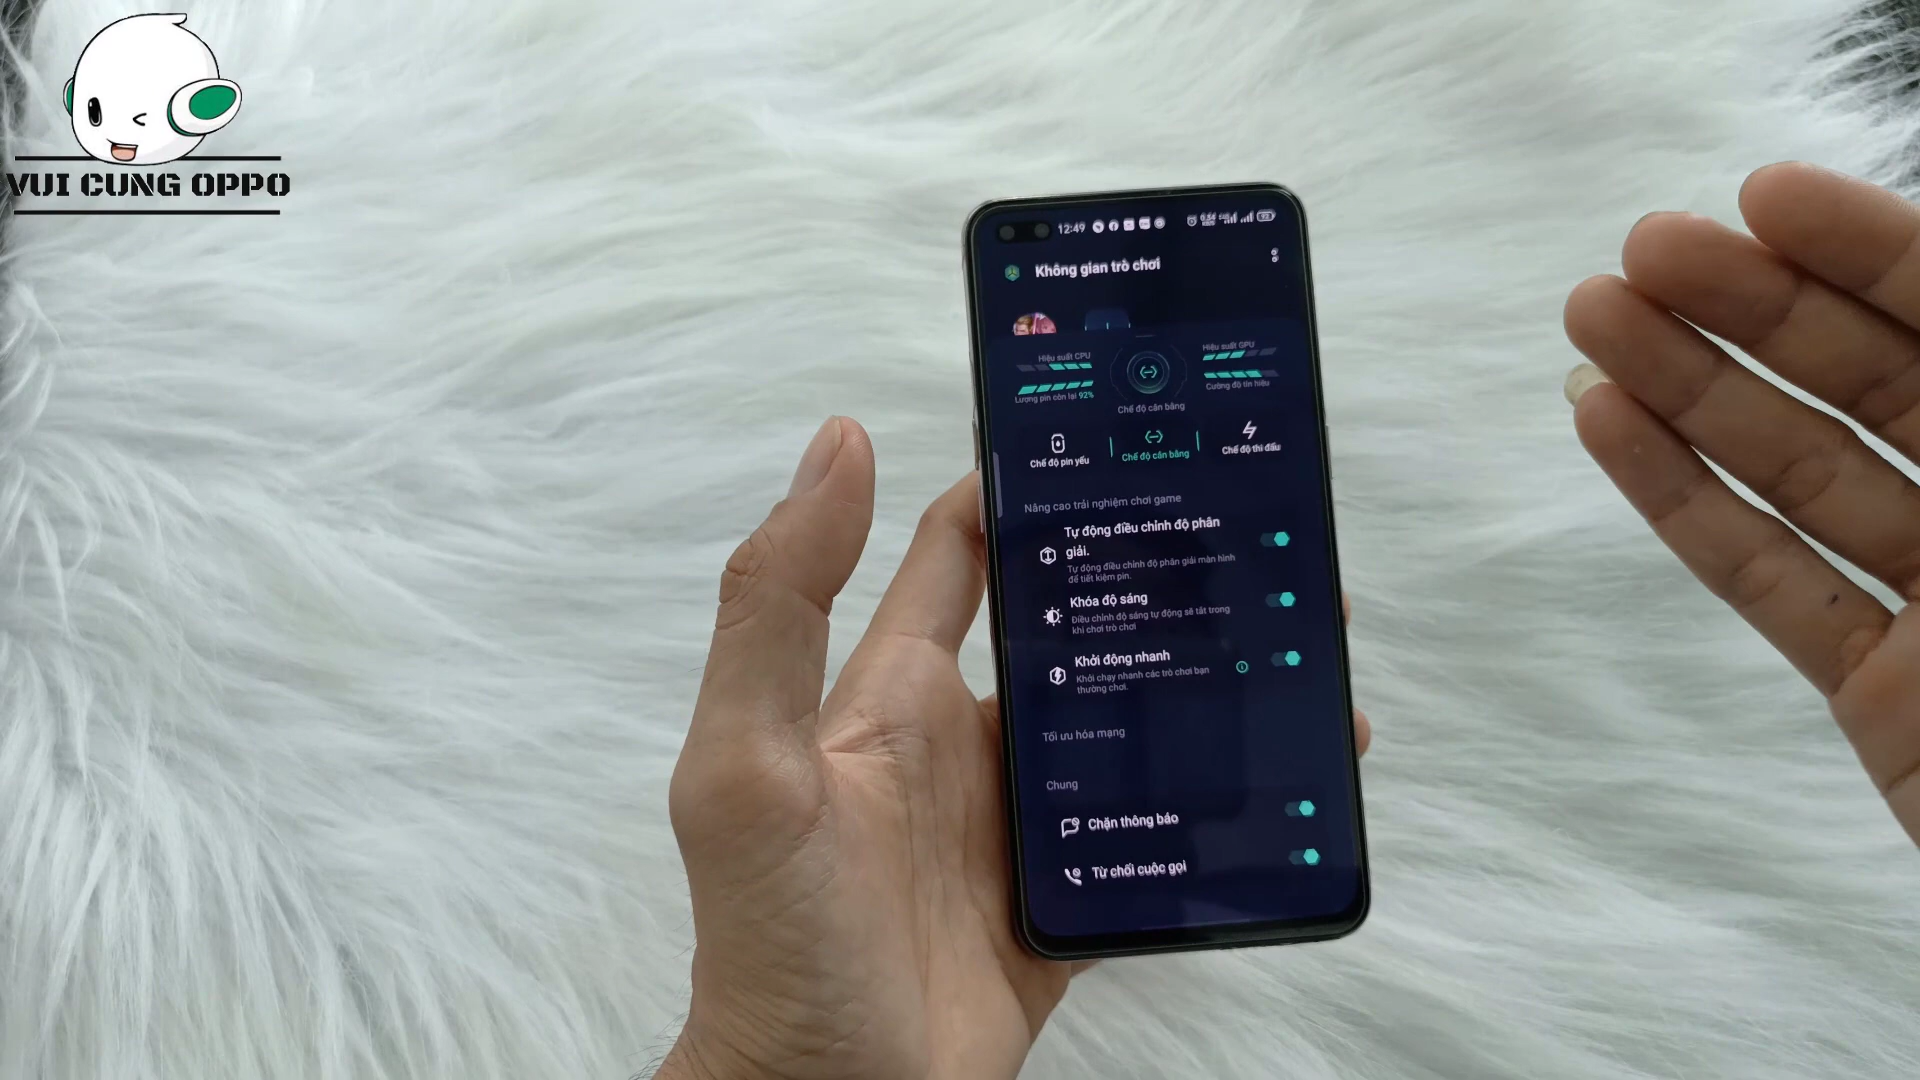 VUI CUNG OPPO
12:49
Không gian trò chơi
Hiệu suất CPU
Hiệu suất GPU
Lượng pin còn lại 92%
Cường độ tín hiệu
Chế độ cân bằng
Chế độ pin yếu
Chế độ cân bằng
Chế độ thi đấu
Nâng cao trải nghiệm chơi game
Tự động điều chỉnh độ phân
giải.
Tự động điều chỉnh độ phân giải màn hình
để tiết kiệm pin.
Khóa độ sáng
Điều chỉnh độ sáng tự động sẽ tắt trong
khi chơi trò chơi
Khởi động nhanh
Khởi chạy nhanh các trò chơi bạn
thường chơi.
Tối ưu hóa mạng
Chung
Chặn thông báo
Từ chối cuộc gọi